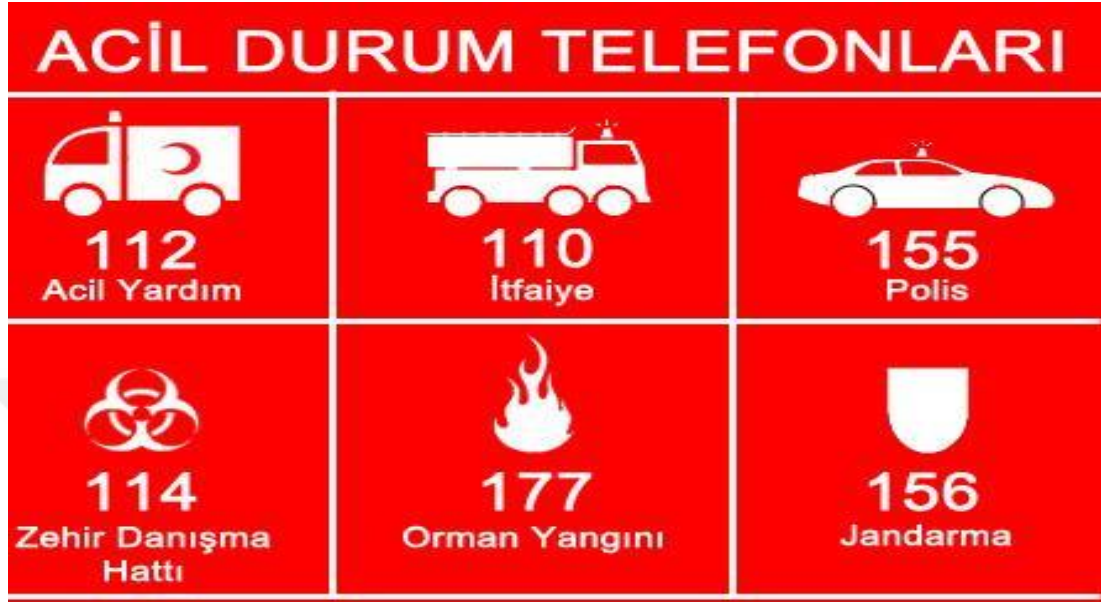 ACİL DURUM TELEFONLARI
112
Acil Yardım
110
İtfaiye
155
Polis
114
Zehir Danışma
Hattı
177
Orman Yangını
156
Jandarma